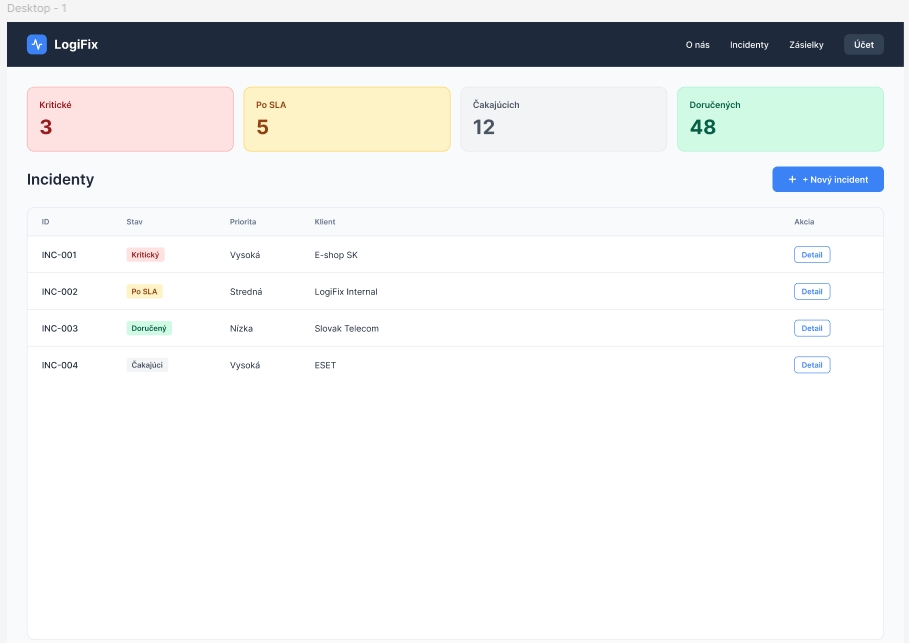 Desktop - 1
LogiFix
O nás Incidenty Zásielky Účet
Kritické Po SLA Čakajúcich Doručených
3 5 12 48
Incidenty + + Nový incident
ID Stav Priorita Klient Akcia
INC-001 Kritický Vysoká E-shop SK Detail
INC-002 Po SLA Stredná LogiFix Internal Detail
INC-003 Doručený Nízka Slovak Telecom Detail
INC-004 Čakajúci Vysoká ESET Detail